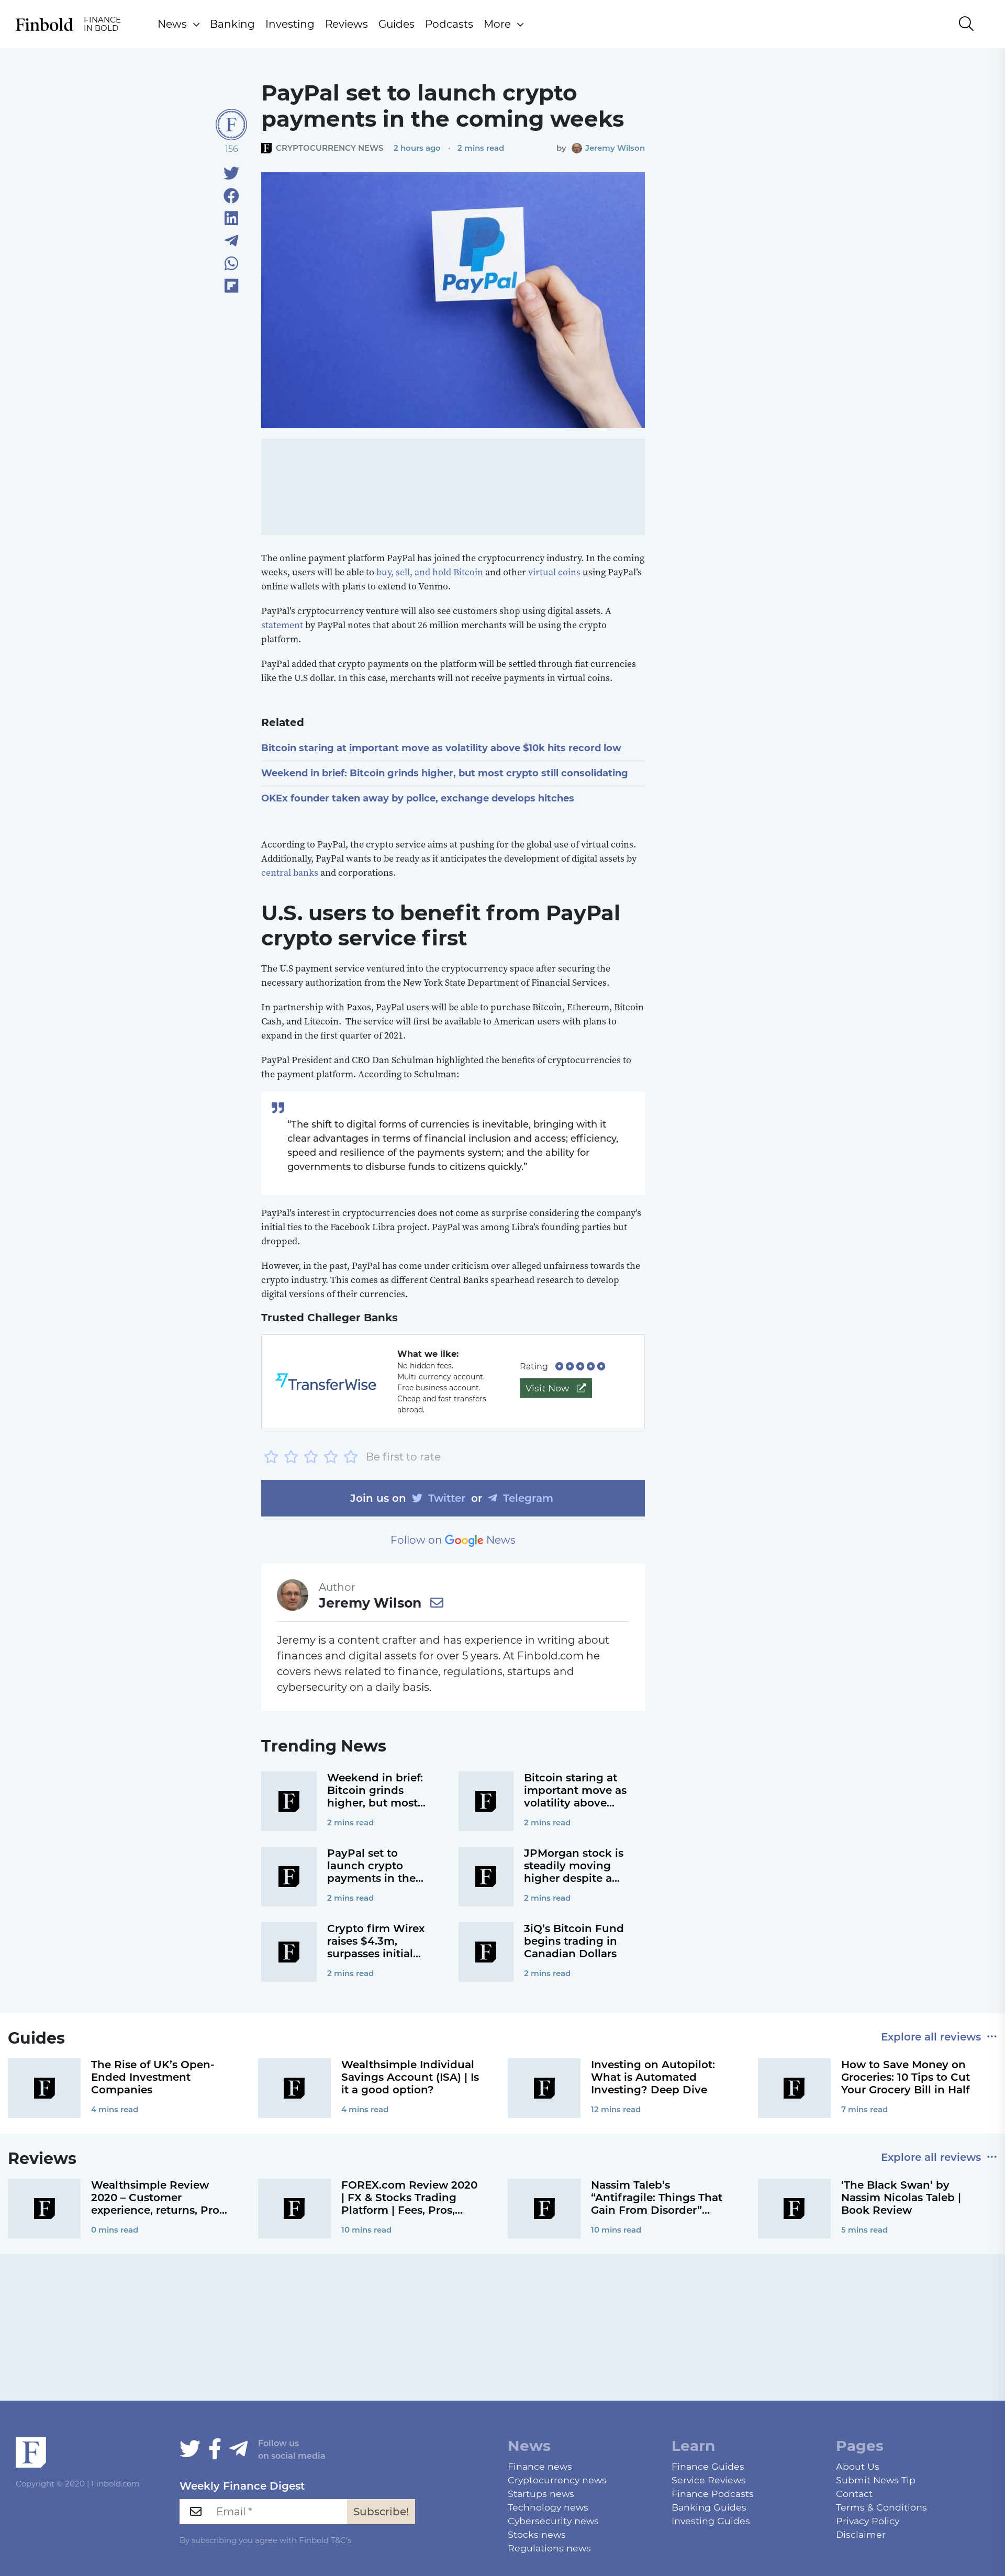 Finbold
FINANCE
IN BOLD
News
Banking
Investing
Reviews
Guides
Podcasts
More
PayPal set to launch crypto
payments in the coming weeks
CRYPTOCURRENCY NEWS 2 hours ago · 2 mins read by Jeremy Wilson
F
156
PayPal
The online payment platform PayPal has joined the cryptocurrency industry. In the coming
weeks, users will be able to buy, sell, and hold Bitcoin and other virtual coins using PayPal's
online wallets with plans to extend to Venmo.
PayPal's cryptocurrency venture will also see customers shop using digital assets. A
statement by PayPal notes that about 26 million merchants will be using the crypto
platform.
PayPal added that crypto payments on the platform will be settled through fiat currencies
like the U.S dollar. In this case, merchants will not receive payments in virtual coins.
Related
Bitcoin staring at important move as volatility above $10k hits record low
Weekend in brief: Bitcoin grinds higher, but most crypto still consolidating
OKEx founder taken away by police, exchange develops hitches
According to PayPal, the crypto service aims at pushing for the global use of virtual coins.
Additionally, PayPal wants to be ready as it anticipates the development of digital assets by
central banks and corporations.
U.S. users to benefit from PayPal
crypto service first
The U.S payment service ventured into the cryptocurrency space after securing the
necessary authorization from the New York State Department of Financial Services.
In partnership with Paxos, PayPal users will be able to purchase Bitcoin, Ethereum, Bitcoin
Cash, and Litecoin. The service will first be available to American users with plans to
expand in the first quarter of 2021.
PayPal President and CEO Dan Schulman highlighted the benefits of cryptocurrencies to
the payment platform. According to Schulman:
"The shift to digital forms of currencies is inevitable, bringing with it
clear advantages in terms of financial inclusion and access; efficiency,
speed and resilience of the payments system; and the ability for
governments to disburse funds to citizens quickly."
PayPal's interest in cryptocurrencies does not come as surprise considering the company's
initial ties to the Facebook Libra project. PayPal was among Libra's founding parties but
dropped.
However, in the past, PayPal has come under criticism over alleged unfairness towards the
crypto industry. This comes as different Central Banks spearhead research to develop
digital versions of their currencies.
Trusted Challeger Banks
TransferWise
What we like:
No hidden fees.
Multi-currency account.
Free business account.
Cheap and fast transfers
abroad.
Rating
Visit Now
Be first to rate
Join us on Twitter or Telegram
Follow on Google News
Author
Jeremy Wilson
Jeremy is a content crafter and has experience in writing about
finances and digital assets for over 5 years. At Finbold.com he
covers news related to finance, regulations, startups and
cybersecurity on a daily basis.
Trending News
Weekend in brief:
Bitcoin grinds
higher, but most...
2 mins read
Bitcoin staring at
important move as
volatility above...
2 mins read
PayPal set to
launch crypto
payments in the...
2 mins read
JPMorgan stock is
steadily moving
higher despite a...
2 mins read
Crypto firm Wirex
raises $4.3m,
surpasses initial...
2 mins read
3iQ's Bitcoin Fund
begins trading in
Canadian Dollars
2 mins read
Guides
Explore all reviews ...
The Rise of UK's Open-
Ended Investment
Companies
4 mins read
Wealthsimple Individual
Savings Account (ISA) | Is
it a good option?
4 mins read
Investing on Autopilot:
What is Automated
Investing? Deep Dive
12 mins read
How to Save Money on
Groceries: 10 Tips to Cut
Your Grocery Bill in Half
7 mins read
Reviews
Explore all reviews ...
Wealthsimple Review
2020 – Customer
experience, returns, Pro...
0 mins read
FOREX.com Review 2020
| FX & Stocks Trading
Platform | Fees, Pros,...
10 mins read
Nassim Taleb's
"Antifragile: Things That
Gain From Disorder"...
10 mins read
'The Black Swan' by
Nassim Nicolas Taleb |
Book Review
5 mins read
F
Copyright © 2020 | Finbold.com
Follow us
on social media
Weekly Finance Digest
Email *
Subscribe!
By subscribing you agree with Finbold T&C's
News
Finance news
Cryptocurrency news
Startups news
Technology news
Cybersecurity news
Stocks news
Regulations news
Learn
Finance Guides
Service Reviews
Finance Podcasts
Banking Guides
Investing Guides
Pages
About Us
Submit News Tip
Contact
Terms & Conditions
Privacy Policy
Disclaimer